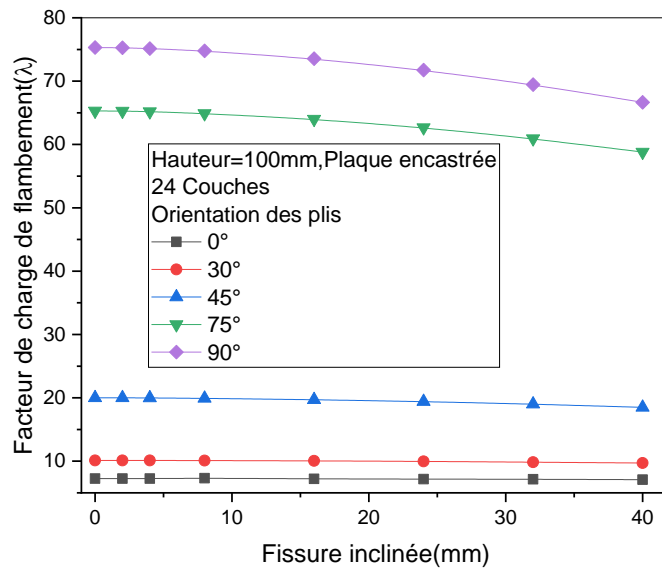 80
70
60
50
40
30
20
10
Facteur de charge de flambement(λ)
Hauteur=100mm,Plaque encastrée
24 Couches
Orientation des plis
0°
30°
45°
75°
90°
0 10 20 30 40
Fissure inclinée(mm)